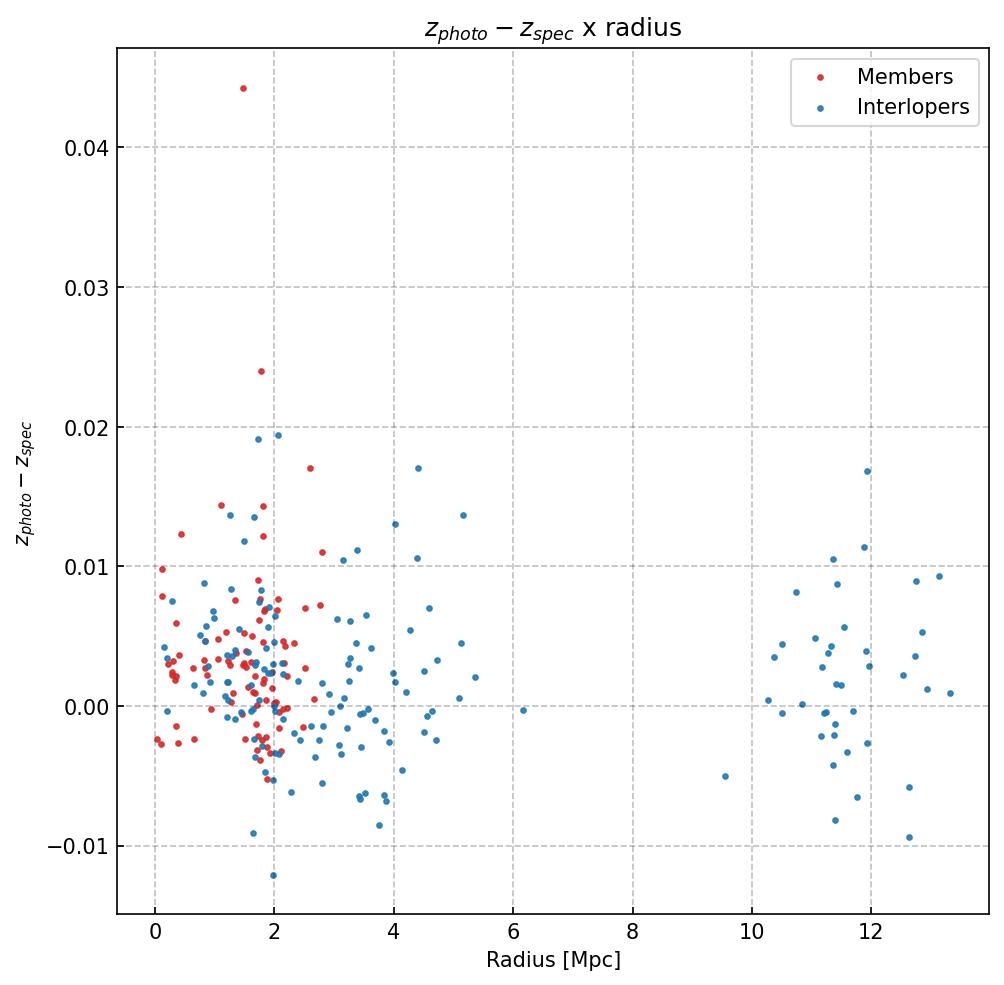 z_photo − z_spec x radius
Members
Interlopers
0.04
0.03
0.02
0.01
0.00
−0.01
z_photo − z_spec
0 2 4 6 8 10 12
Radius [Mpc]